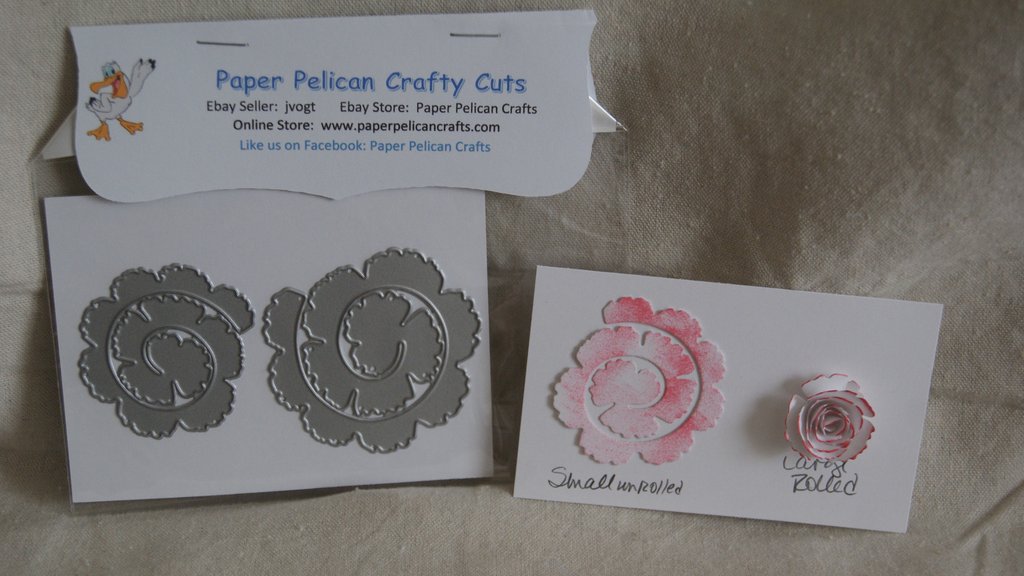 Paper Pelican Crafty Cuts
Ebay Seller: jvogt Ebay Store: Paper Pelican Crafts
Online Store: www.paperpelicancrafts.com
Like us on Facebook: Paper Pelican Crafts
Small unRolled
Large
Rolled